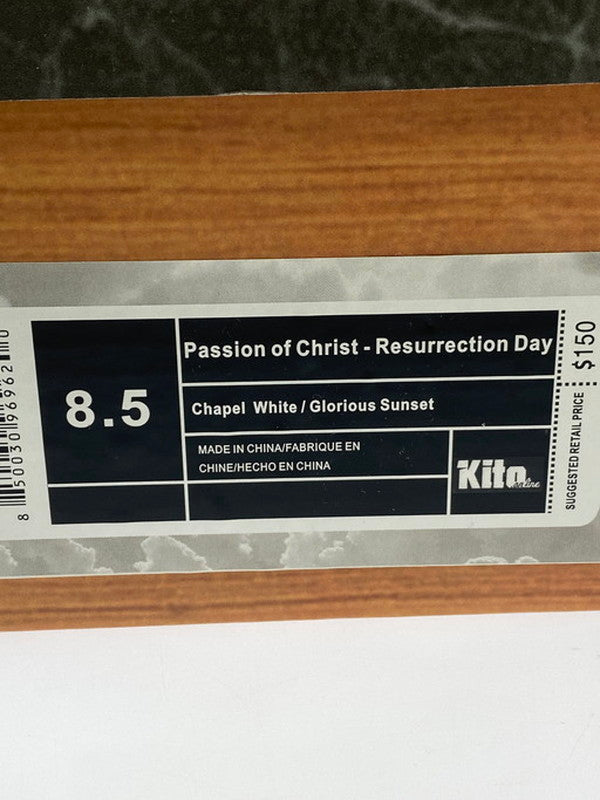 8.5
Passion of Christ - Resurrection Day
Chapel White / Glorious Sunset
MADE IN CHINA/FABRIQUE EN
CHINE/HECHO EN CHINA
Kito
online
SUGGESTED RETAIL PRICE
$150